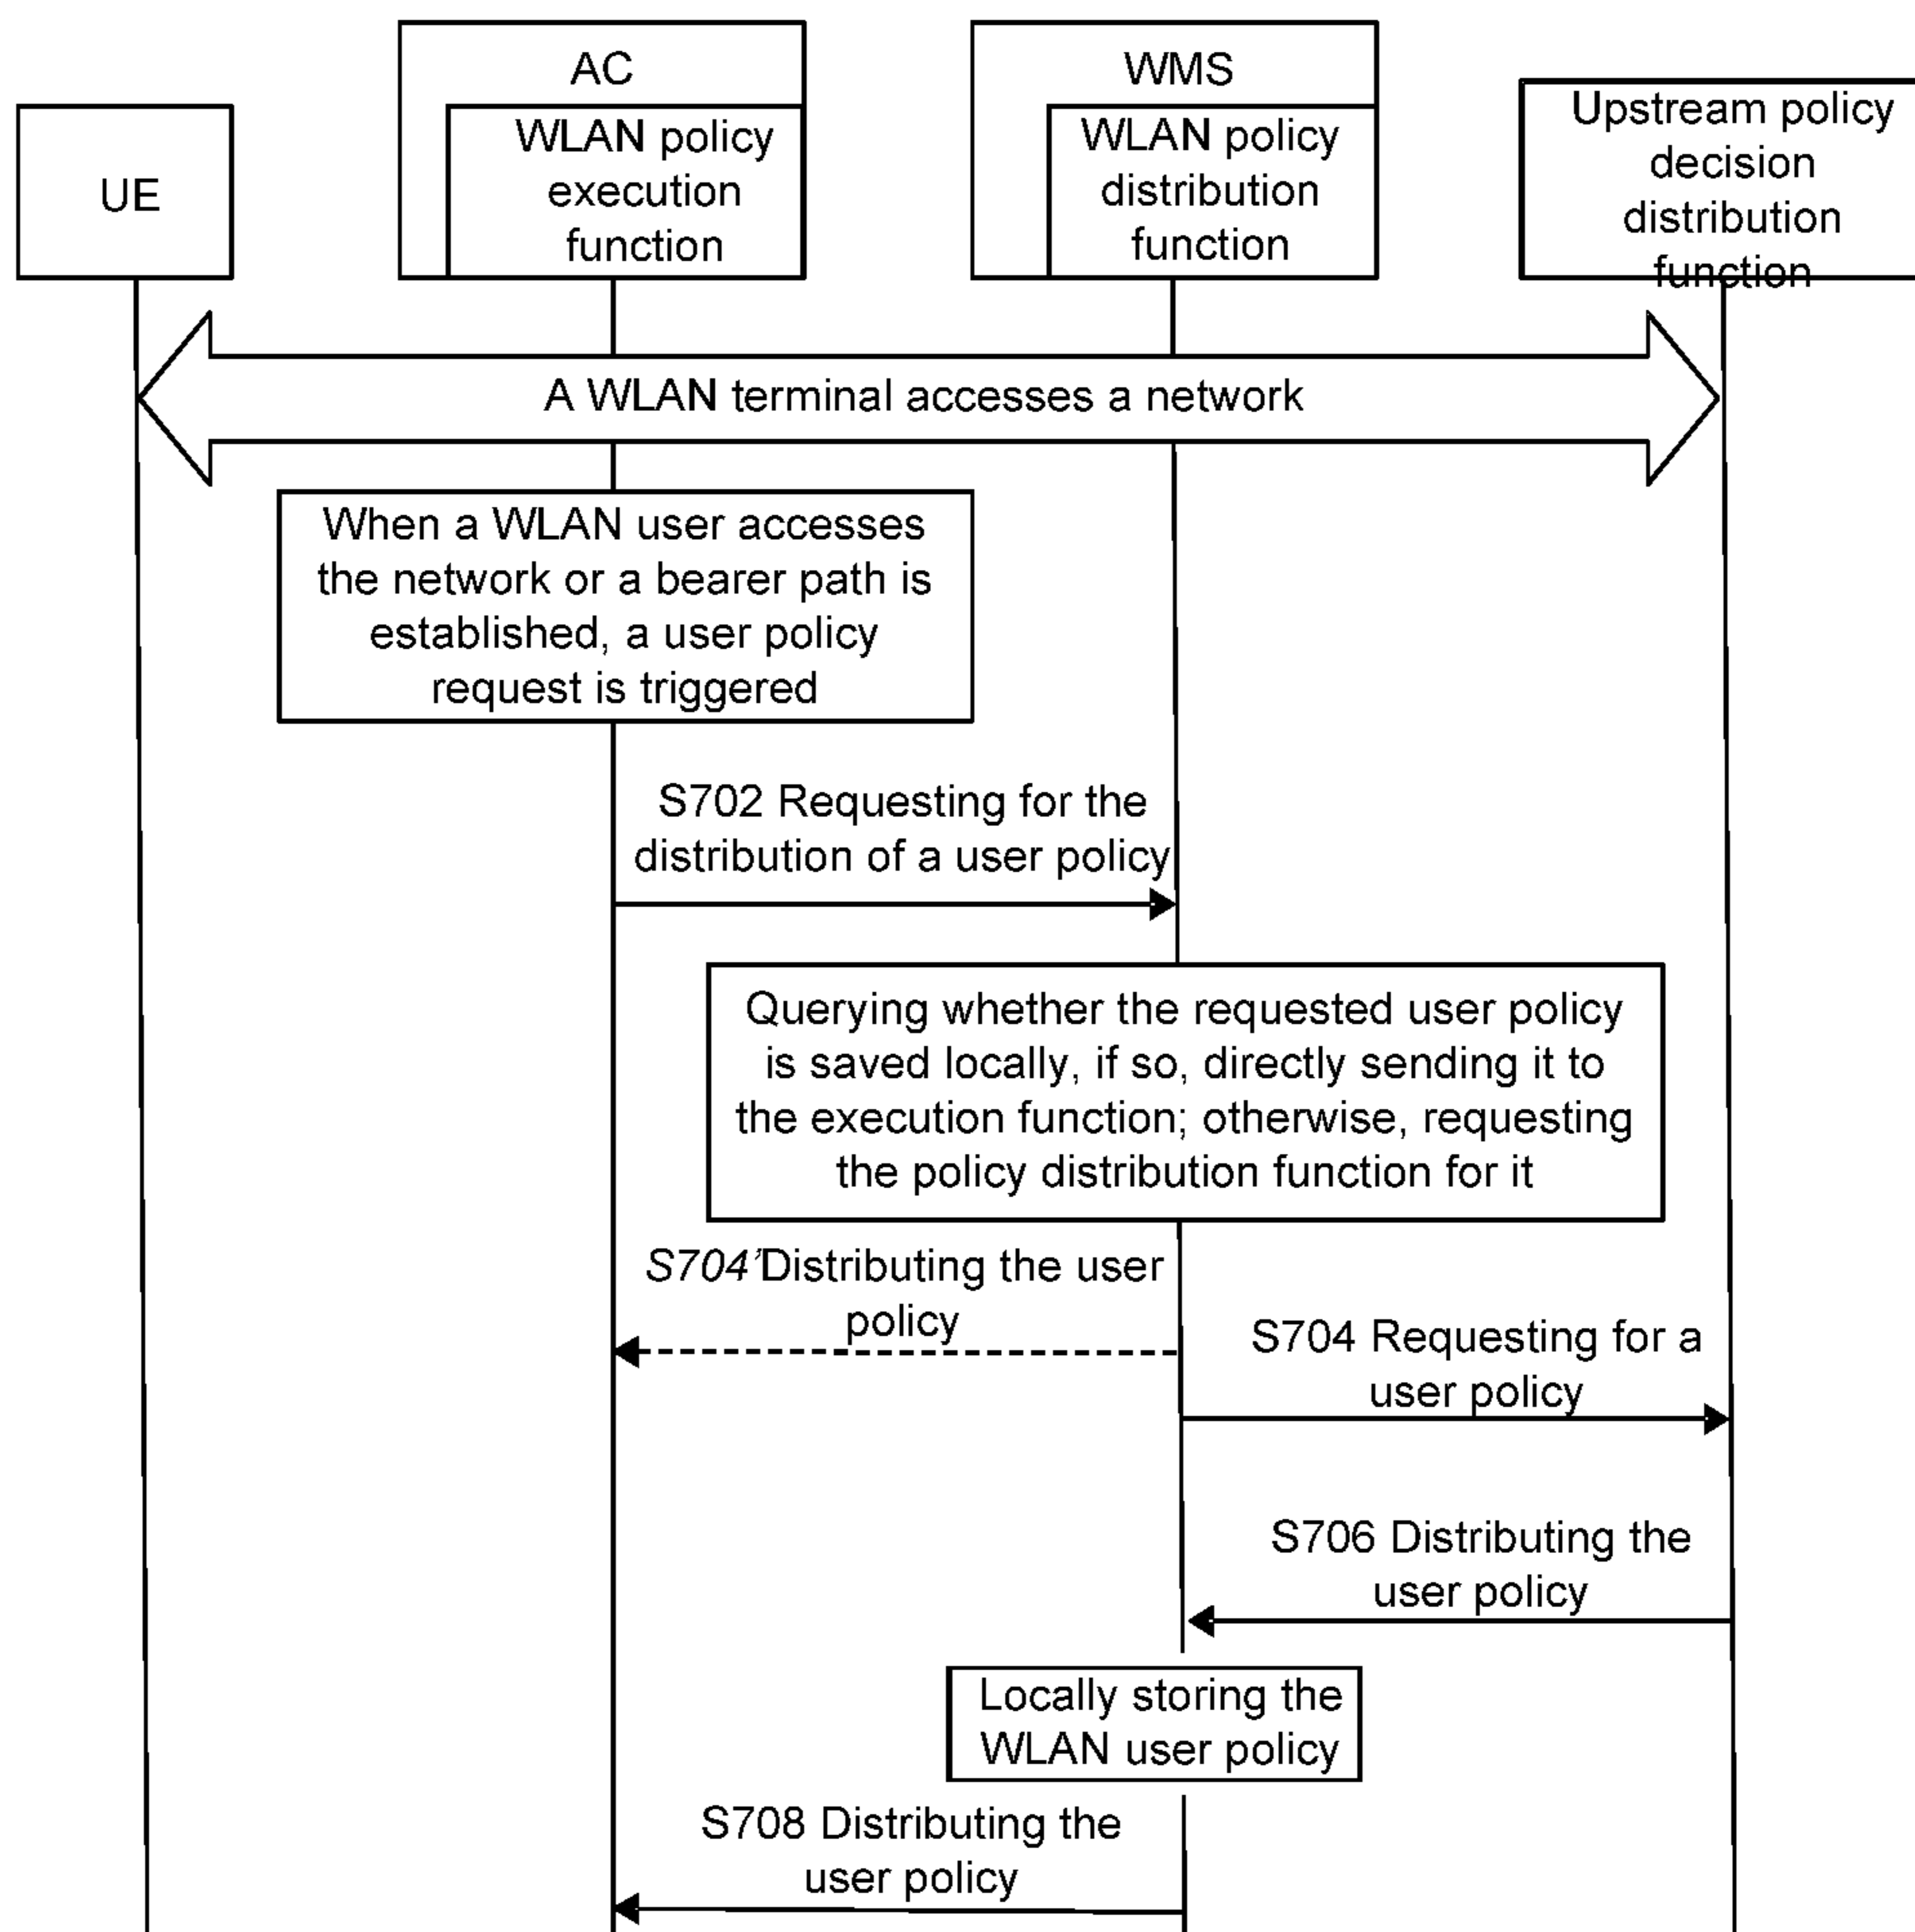 UE
AC
WLAN policy
execution
function
WMS
WLAN policy
distribution
function
Upstream policy
decision
distribution
function
A WLAN terminal accesses a network
When a WLAN user accesses
the network or a bearer path is
established, a user policy
request is triggered
S702 Requesting for the
distribution of a user policy
Querying whether the requested user policy
is saved locally, if so, directly sending it to
the execution function; otherwise, requesting
the policy distribution function for it
S704’Distributing the user
policy
S704 Requesting for a
user policy
S706 Distributing the
user policy
Locally storing the
WLAN user policy
S708 Distributing the
user policy